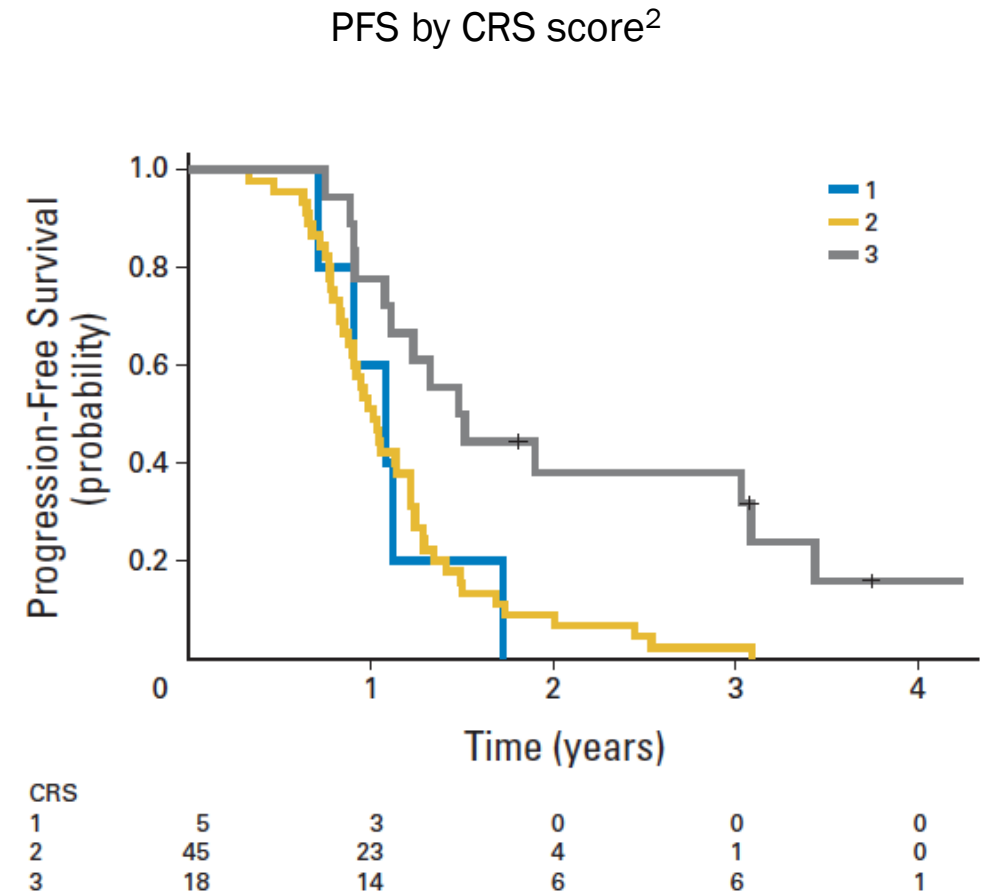 PFS by CRS score2
Progression-Free Survival
(probability)
1.0
0.8
0.6
0.4
0.2
1
2
3
0
1
2
3
4
Time (years)
CRS
1 5 3 0 0 0
2 45 23 4 1 0
3 18 14 6 6 1